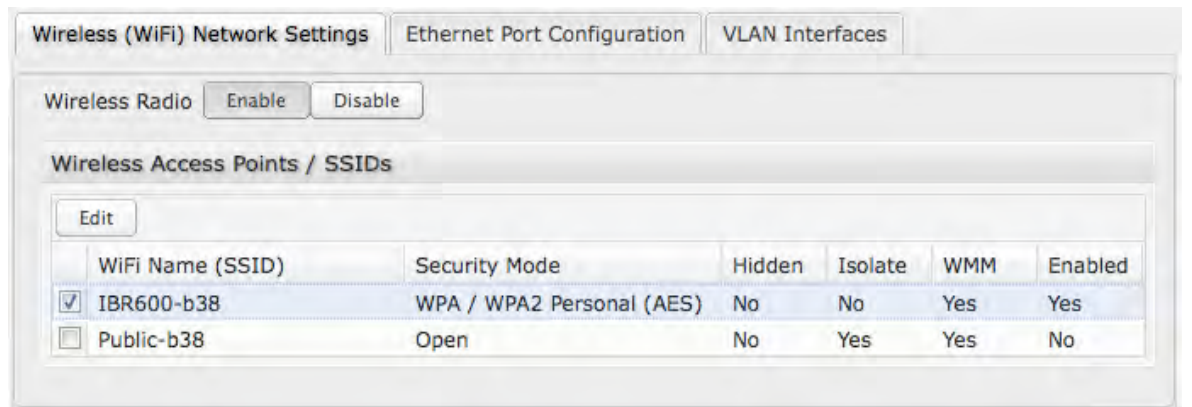 Wireless (WiFi) Network Settings Ethernet Port Configuration VLAN Interfaces
Wireless Radio Enable Disable
Wireless Access Points / SSIDs
Edit
WiFi Name (SSID) Security Mode Hidden Isolate WMM Enabled
IBR600-b38 WPA / WPA2 Personal (AES) No No Yes Yes
Public-b38 Open No Yes Yes No